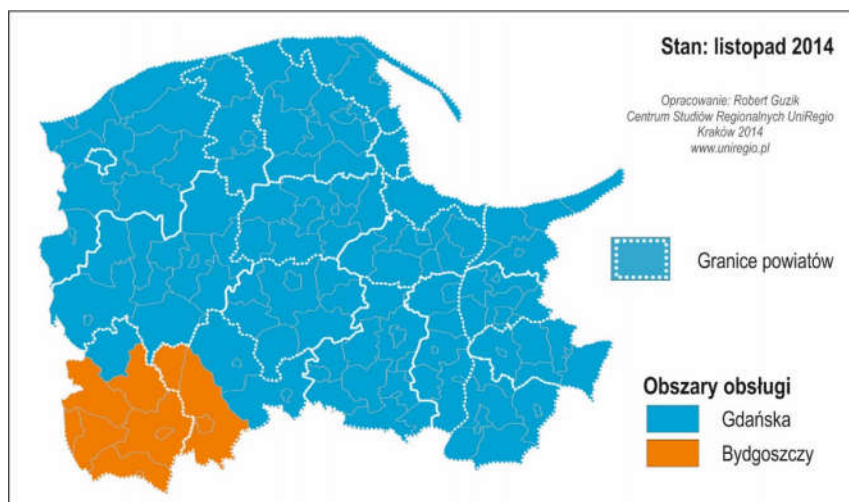 Stan: listopad 2014
Opracowanie: Robert Guzik
Centrum Studiów Regionalnych UniRegio
Kraków 2014
www.uniregio.pl
Granice powiatów
Obszary obsługi
Gdańska
Bydgoszczy